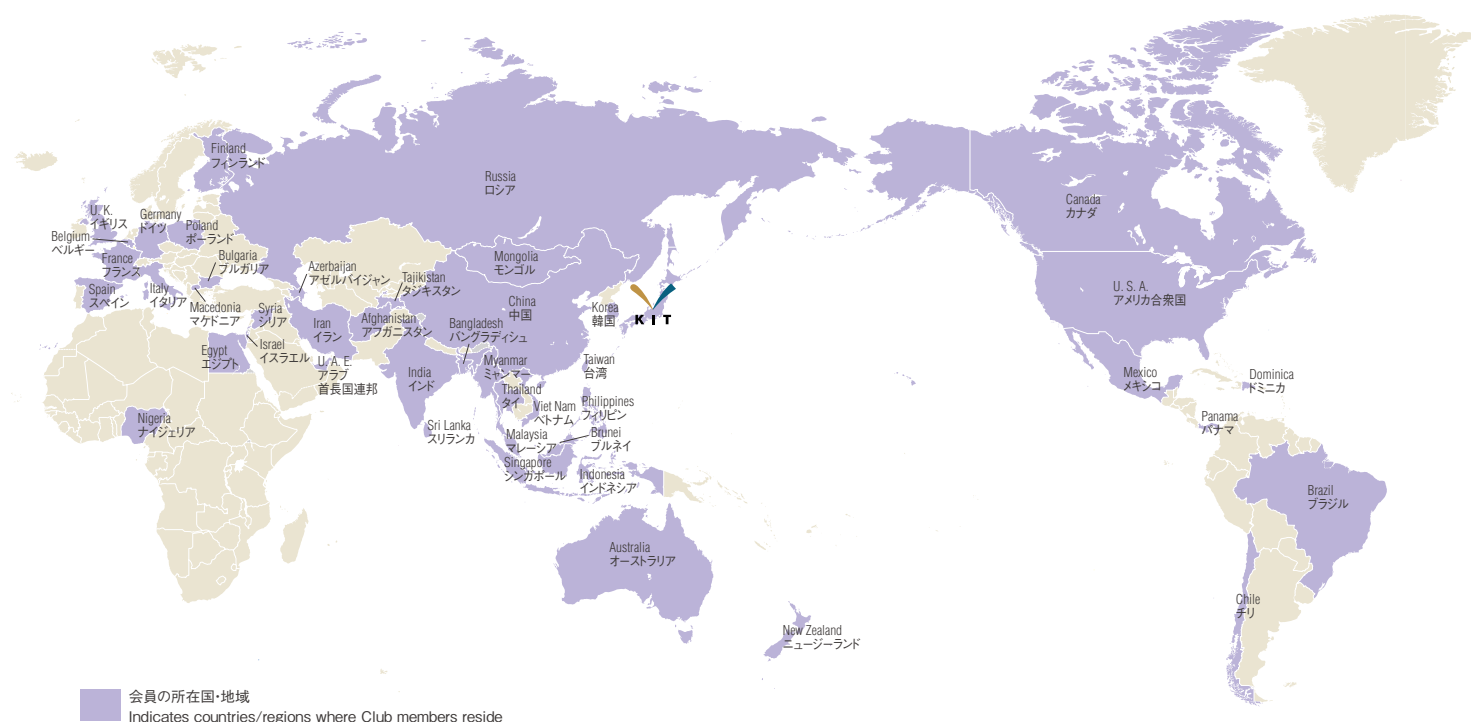 Finland
フィンランド
Russia
ロシア
Canada
カナダ
U. K.
イギリス
Germany
ドイツ
Poland
ポーランド
Belgium
ベルギー
France
フランス
Bulgaria
ブルガリア
Azerbaijan
アゼルバイジャン
Tajikistan
タジキスタン
Mongolia
モンゴル
Spain
スペイン
Italy
イタリア
Macedonia
マケドニア
Syria
シリア
Iran
イラン
Afghanistan
アフガニスタン
Bangladesh
バングラディシュ
China
中国
Korea
韓国
KIT
U. S. A.
アメリカ合衆国
Egypt
エジプト
Israel
イスラエル
U. A. E.
アラブ
首長国連邦
India
インド
Myanmar
ミャンマー
Taiwan
台湾
Thailand
タイ
Viet Nam
ベトナム
Philippines
フィリピン
Mexico
メキシコ
Dominica
ドミニカ
Nigeria
ナイジェリア
Sri Lanka
スリランカ
Malaysia
マレーシア
Brunei
ブルネイ
Panama
パナマ
Singapore
シンガポール
Indonesia
インドネシア
Brazil
ブラジル
Australia
オーストラリア
Chile
チリ
New Zealand
ニュージーランド
会員の所在国・地域
Indicates countries/regions where Club members reside